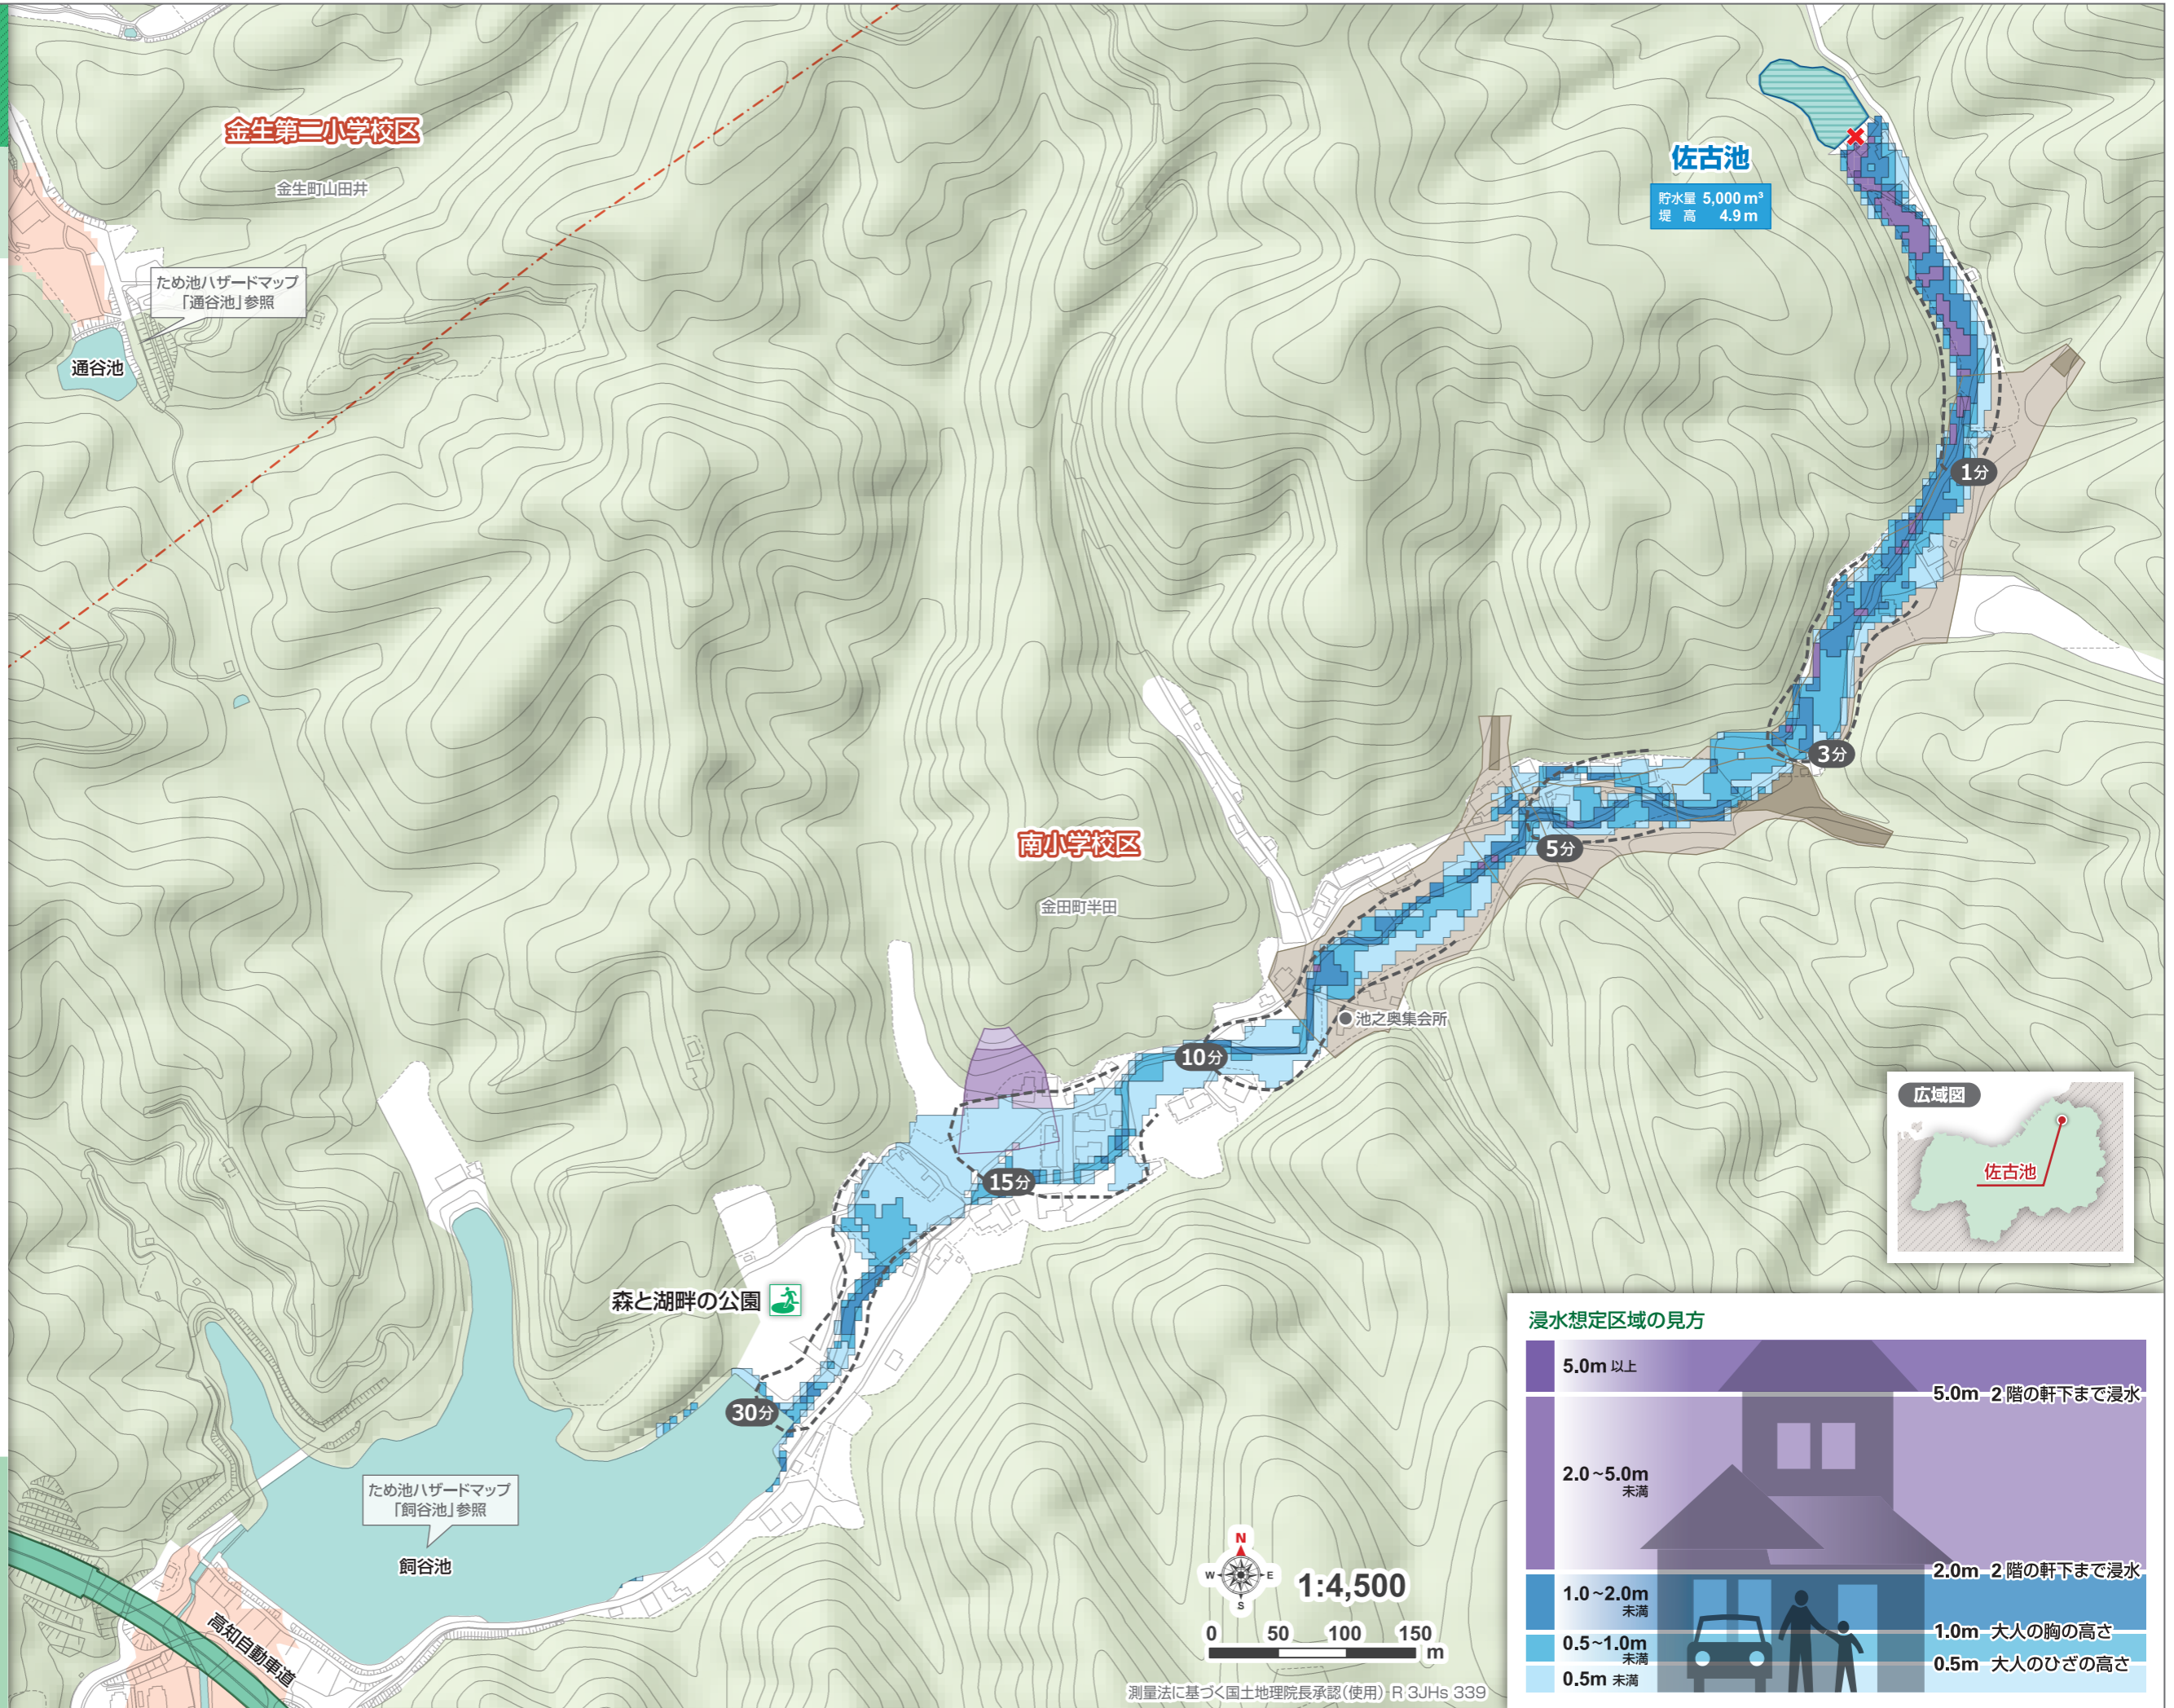 金生第二小学校区
金生町山田井
ため池ハザードマップ
「通谷池」参照
通谷池
佐古池
貯水量 5,000m³
堤高 4.9m
1分
3分
5分
南小学校区
金田町半田
池之奥集会所
10分
15分
広域図
佐古池
森と湖畔の公園
30分
ため池ハザードマップ
「飼谷池」参照
飼谷池
高知自動車道
N
W E
S
1:4,500
0 50 100 150
m
測量法に基づく国土地理院長承認(使用) R 3JHs 339
浸水想定区域の見方
5.0m 以上
5.0m 2階の軒下まで浸水
2.0~5.0m
未満
2.0m 2階の軒下まで浸水
1.0~2.0m
未満
1.0m 大人の胸の高さ
0.5~1.0m
未満
0.5m 大人のひざの高さ
0.5m 未満